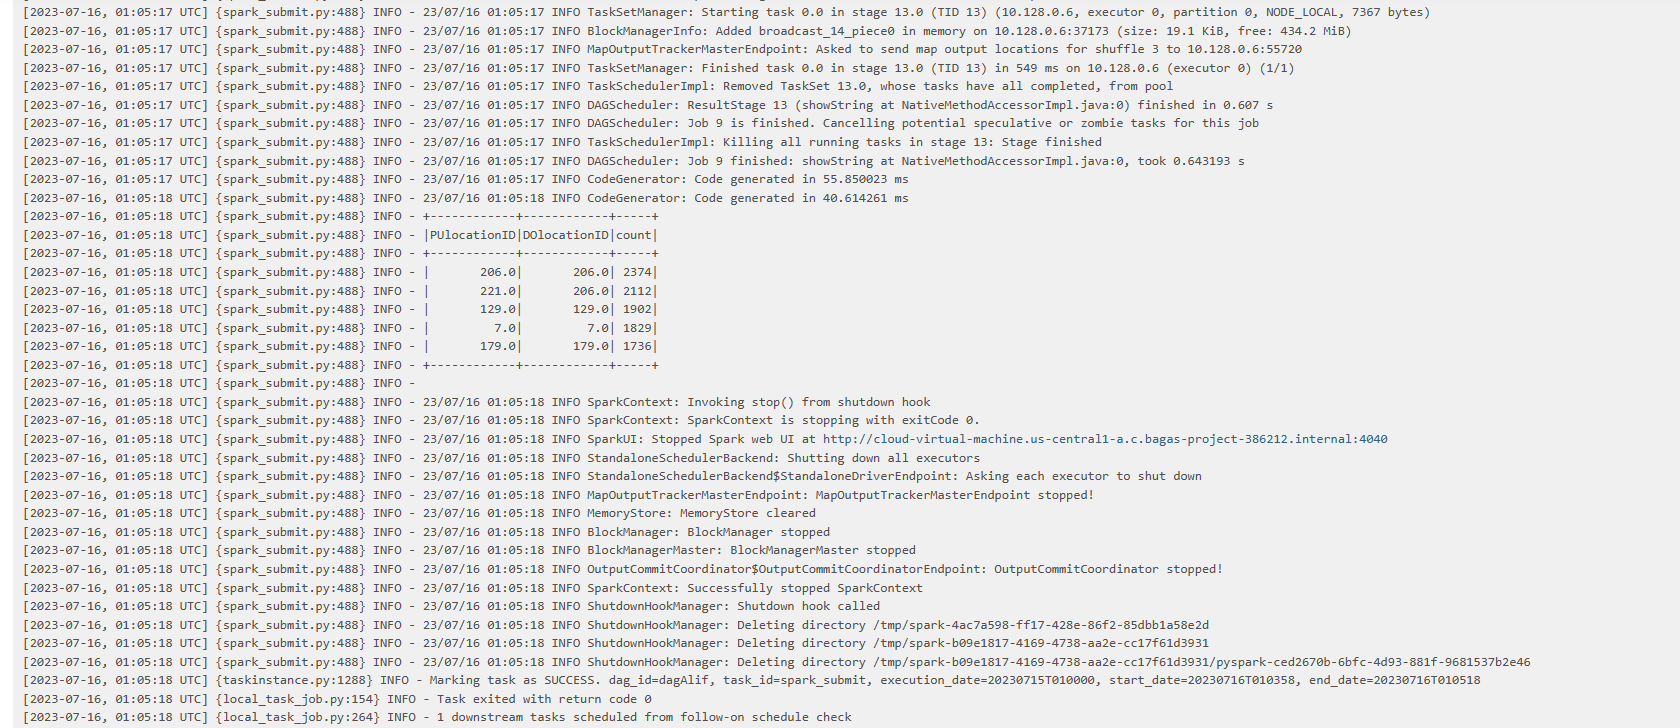 [2023-07-16, 01:05:17 UTC] {spark_submit.py:488} INFO - 23/07/16 01:05:17 INFO TaskSetManager: Starting task 0.0 in stage 13.0 (TID 13) (10.128.0.6, executor 0, partition 0, NODE_LOCAL, 7367 bytes)
[2023-07-16, 01:05:17 UTC] {spark_submit.py:488} INFO - 23/07/16 01:05:17 INFO BlockManagerInfo: Added broadcast_14_piece0 in memory on 10.128.0.6:37173 (size: 19.1 KiB, free: 434.2 MiB)
[2023-07-16, 01:05:17 UTC] {spark_submit.py:488} INFO - 23/07/16 01:05:17 INFO MapOutputTrackerMasterEndpoint: Asked to send map output locations for shuffle 3 to 10.128.0.6:55720
[2023-07-16, 01:05:17 UTC] {spark_submit.py:488} INFO - 23/07/16 01:05:17 INFO TaskSetManager: Finished task 0.0 in stage 13.0 (TID 13) in 549 ms on 10.128.0.6 (executor 0) (1/1)
[2023-07-16, 01:05:17 UTC] {spark_submit.py:488} INFO - 23/07/16 01:05:17 INFO TaskSchedulerImpl: Removed TaskSet 13.0, whose tasks have all completed, from pool
[2023-07-16, 01:05:17 UTC] {spark_submit.py:488} INFO - 23/07/16 01:05:17 INFO DAGScheduler: ResultStage 13 (showString at NativeMethodAccessorImpl.java:0) finished in 0.607 s
[2023-07-16, 01:05:17 UTC] {spark_submit.py:488} INFO - 23/07/16 01:05:17 INFO DAGScheduler: Job 9 is finished. Cancelling potential speculative or zombie tasks for this job
[2023-07-16, 01:05:17 UTC] {spark_submit.py:488} INFO - 23/07/16 01:05:17 INFO TaskSchedulerImpl: Killing all running tasks in stage 13: Stage finished
[2023-07-16, 01:05:17 UTC] {spark_submit.py:488} INFO - 23/07/16 01:05:17 INFO DAGScheduler: Job 9 finished: showString at NativeMethodAccessorImpl.java:0, took 0.643193 s
[2023-07-16, 01:05:17 UTC] {spark_submit.py:488} INFO - 23/07/16 01:05:17 INFO CodeGenerator: Code generated in 55.850023 ms
[2023-07-16, 01:05:18 UTC] {spark_submit.py:488} INFO - 23/07/16 01:05:18 INFO CodeGenerator: Code generated in 40.614261 ms
[2023-07-16, 01:05:18 UTC] {spark_submit.py:488} INFO - +------------+------------+-----+
[2023-07-16, 01:05:18 UTC] {spark_submit.py:488} INFO - |PUlocationID|DOlocationID|count|
[2023-07-16, 01:05:18 UTC] {spark_submit.py:488} INFO - +------------+------------+-----+
[2023-07-16, 01:05:18 UTC] {spark_submit.py:488} INFO - |       206.0|       206.0| 2374|
[2023-07-16, 01:05:18 UTC] {spark_submit.py:488} INFO - |       221.0|       206.0| 2112|
[2023-07-16, 01:05:18 UTC] {spark_submit.py:488} INFO - |       129.0|       129.0| 1902|
[2023-07-16, 01:05:18 UTC] {spark_submit.py:488} INFO - |         7.0|         7.0| 1829|
[2023-07-16, 01:05:18 UTC] {spark_submit.py:488} INFO - |       179.0|       179.0| 1736|
[2023-07-16, 01:05:18 UTC] {spark_submit.py:488} INFO - +------------+------------+-----+
[2023-07-16, 01:05:18 UTC] {spark_submit.py:488} INFO -
[2023-07-16, 01:05:18 UTC] {spark_submit.py:488} INFO - 23/07/16 01:05:18 INFO SparkContext: Invoking stop() from shutdown hook
[2023-07-16, 01:05:18 UTC] {spark_submit.py:488} INFO - 23/07/16 01:05:18 INFO SparkContext: SparkContext is stopping with exitCode 0.
[2023-07-16, 01:05:18 UTC] {spark_submit.py:488} INFO - 23/07/16 01:05:18 INFO SparkUI: Stopped Spark web UI at http://cloud-virtual-machine.us-central1-a.c.bagas-project-386212.internal:4040
[2023-07-16, 01:05:18 UTC] {spark_submit.py:488} INFO - 23/07/16 01:05:18 INFO StandaloneSchedulerBackend: Shutting down all executors
[2023-07-16, 01:05:18 UTC] {spark_submit.py:488} INFO - 23/07/16 01:05:18 INFO StandaloneSchedulerBackend$StandaloneDriverEndpoint: Asking each executor to shut down
[2023-07-16, 01:05:18 UTC] {spark_submit.py:488} INFO - 23/07/16 01:05:18 INFO MapOutputTrackerMasterEndpoint: MapOutputTrackerMasterEndpoint stopped!
[2023-07-16, 01:05:18 UTC] {spark_submit.py:488} INFO - 23/07/16 01:05:18 INFO MemoryStore: MemoryStore cleared
[2023-07-16, 01:05:18 UTC] {spark_submit.py:488} INFO - 23/07/16 01:05:18 INFO BlockManager: BlockManager stopped
[2023-07-16, 01:05:18 UTC] {spark_submit.py:488} INFO - 23/07/16 01:05:18 INFO BlockManagerMaster: BlockManagerMaster stopped
[2023-07-16, 01:05:18 UTC] {spark_submit.py:488} INFO - 23/07/16 01:05:18 INFO OutputCommitCoordinator$OutputCommitCoordinatorEndpoint: OutputCommitCoordinator stopped!
[2023-07-16, 01:05:18 UTC] {spark_submit.py:488} INFO - 23/07/16 01:05:18 INFO SparkContext: Successfully stopped SparkContext
[2023-07-16, 01:05:18 UTC] {spark_submit.py:488} INFO - 23/07/16 01:05:18 INFO ShutdownHookManager: Shutdown hook called
[2023-07-16, 01:05:18 UTC] {spark_submit.py:488} INFO - 23/07/16 01:05:18 INFO ShutdownHookManager: Deleting directory /tmp/spark-4ac7a598-ff17-428e-86f2-85dbb1a58e2d
[2023-07-16, 01:05:18 UTC] {spark_submit.py:488} INFO - 23/07/16 01:05:18 INFO ShutdownHookManager: Deleting directory /tmp/spark-b09e1817-4169-4738-aa2e-cc17f61d3931
[2023-07-16, 01:05:18 UTC] {spark_submit.py:488} INFO - 23/07/16 01:05:18 INFO ShutdownHookManager: Deleting directory /tmp/spark-b09e1817-4169-4738-aa2e-cc17f61d3931/pyspark-ced2670b-6bfc-4d93-881f-9681537b2e46
[2023-07-16, 01:05:18 UTC] {taskinstance.py:1288} INFO - Marking task as SUCCESS. dag_id=dagAlif, task_id=spark_submit, execution_date=20230715T010000, start_date=20230716T010358, end_date=20230716T010518
[2023-07-16, 01:05:18 UTC] {local_task_job.py:154} INFO - Task exited with return code 0
[2023-07-16, 01:05:18 UTC] {local_task_job.py:264} INFO - 1 downstream tasks scheduled from follow-on schedule check